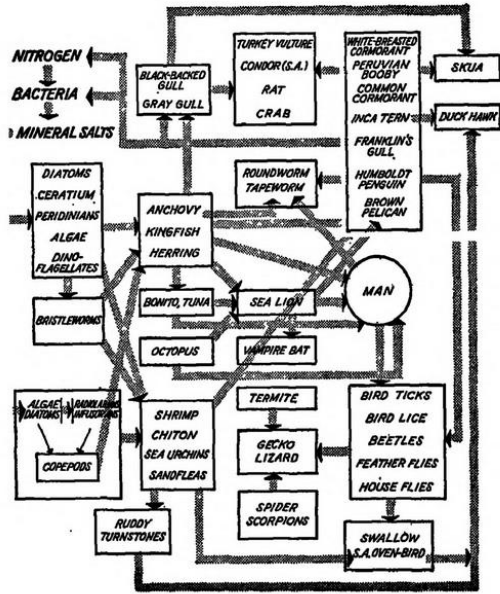 NITROGEN
BACTERIA
MINERAL SALTS
BLACK-BACKED
GULL
GRAY GULL
TURKEY VULTURE
CONDOR (S.A.)
RAT
CRAB
WHITE-BREASTED
CORMORANT
PERUVIAN
BOOBY
COMMON
CORMORANT
INCA TERN
FRANKLIN'S
GULL
HUMBOLDT
PENGUIN
BROWN
PELICAN
SKUA
DUCK HAWK
DIATOMS
CERATIUM
PERIDINIANS
ALGAE
DINO-
FLAGELLATES
ANCHOVY
KINGFISH
HERRING
ROUNDWORM
TAPEWORM
MAN
BRISTLEWORMS
BONITO, TUNA
SEA LION
OCTOPUS
VAMPIRE BAT
ALGAE
DIATOMS
INFUSORIANS
COPEPODS
SHRIMP
CHITON
SEA URCHINS
SANDFLEAS
TERMITE
GECKO
LIZARD
SPIDER
SCORPIONS
BIRD TICKS
BIRD LICE
BEETLES
FEATHER FLIES
HOUSE FLIES
RUDDY
TURNSTONES
SWALLOW
S.A. OVEN-BIRD